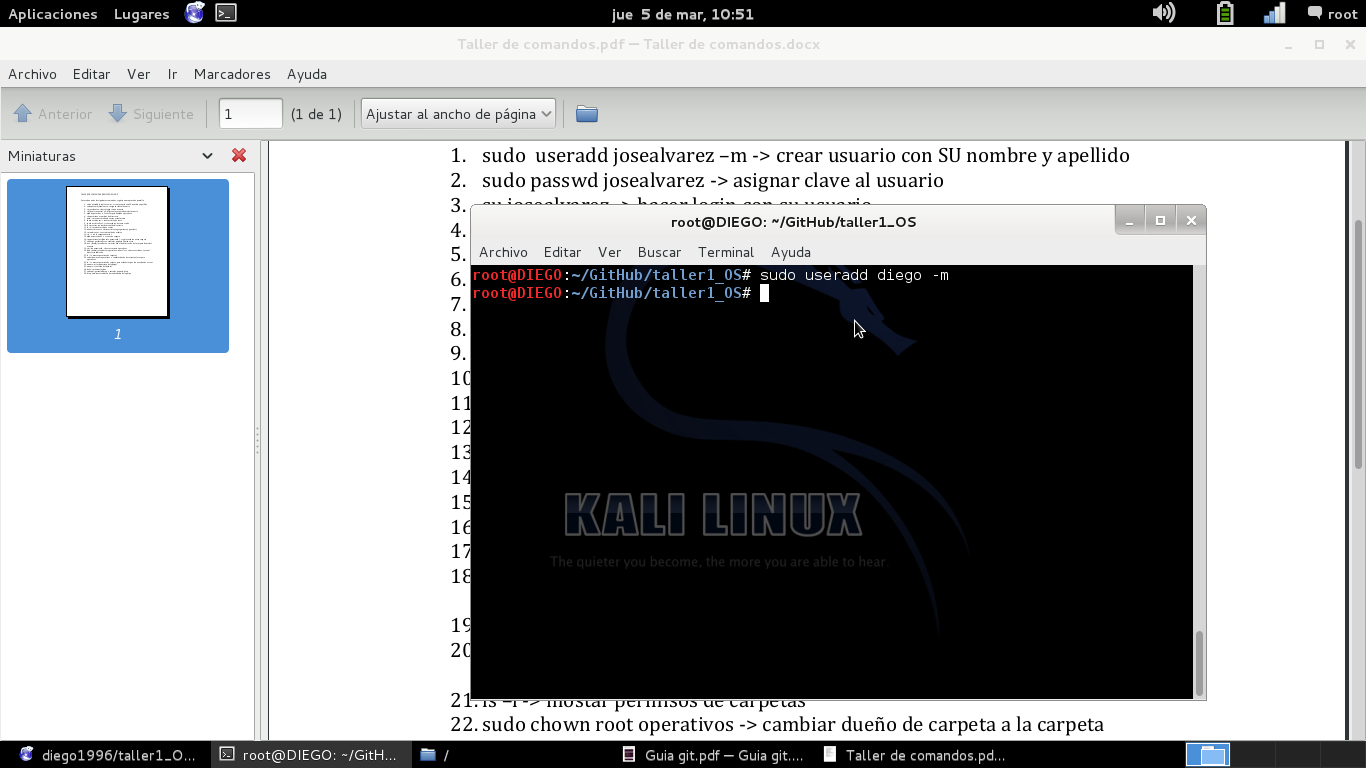 Aplicaciones Lugares jue 5 de mar, 10:51 root
Taller de comandos.pdf — Taller de comandos.docx
Archivo Editar Ver Ir Marcadores Ayuda
Anterior Siguiente 1 (1 de 1) Ajustar al ancho de página
Miniaturas
1
1. sudo useradd josealvarez –m -> crear usuario con SU nombre y apellido
2. sudo passwd josealvarez -> asignar clave al usuario
3. su josealvarez -> hacer login con su usuario
4.
5.
6.
7.
8.
9.
10
11
12
13
14
15
16
17
18
19
20
21. ls –l -> mostar permisos de carpetas
22. sudo chown root operativos -> cambiar dueño de carpeta a la carpeta
root@DIEGO: ~/GitHub/taller1_OS
Archivo Editar Ver Buscar Terminal Ayuda
root@DIEGO:~/GitHub/taller1_OS# sudo useradd diego -m
root@DIEGO:~/GitHub/taller1_OS#
KALI LINUX
The quieter you become, the more you are able to hear.
diego1996/taller1_O... root@DIEGO: ~/GitH... / Guia git.pdf — Guia git.... Taller de comandos.pd...